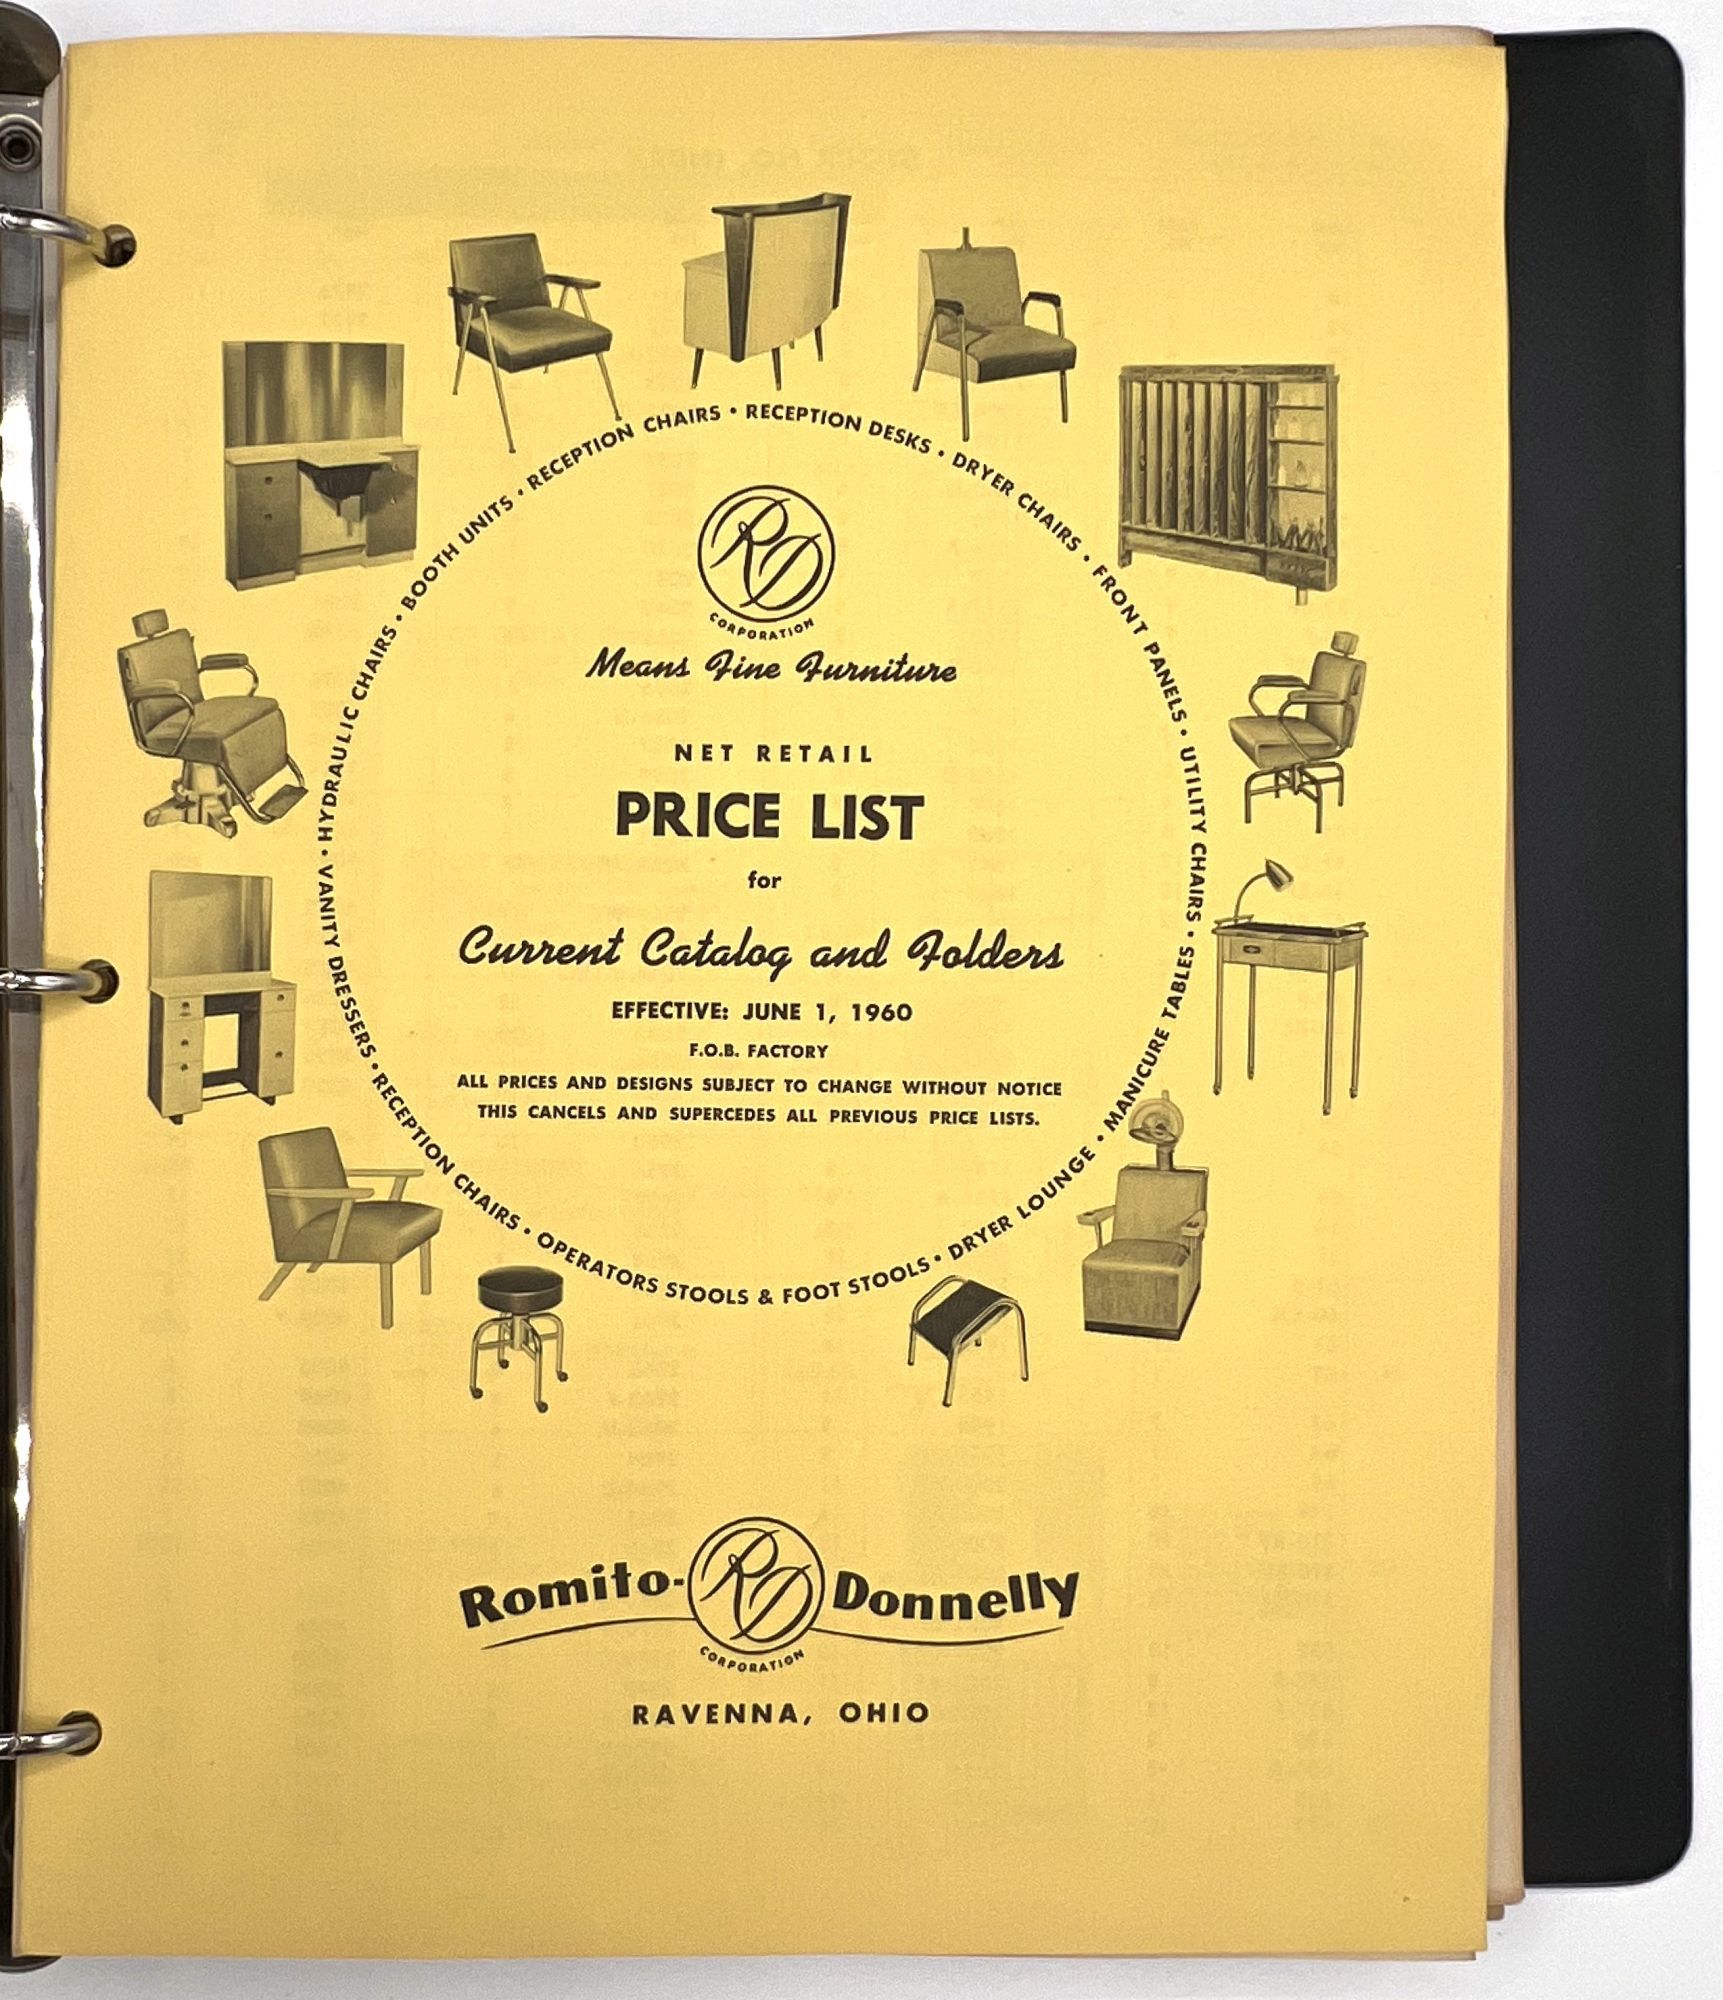 RECEPTION CHAIRS • RECEPTION DESKS • DRYER CHAIRS • FRONT PANELS • UTILITY CHAIRS • MANICURE TABLES • DRYER LOUNGE • OPERATORS STOOLS & FOOT STOOLS • RECEPTION CHAIRS • VANITY DRESSERS • HYDRAULIC CHAIRS • BOOTH UNITS •
RD
CORPORATION
Means Fine Furniture
NET RETAIL
PRICE LIST
for
Current Catalog and Folders
EFFECTIVE: JUNE 1, 1960
F.O.B. FACTORY
ALL PRICES AND DESIGNS SUBJECT TO CHANGE WITHOUT NOTICE
THIS CANCELS AND SUPERCEDES ALL PREVIOUS PRICE LISTS.
Romito- RD Donnelly
CORPORATION
RAVENNA, OHIO